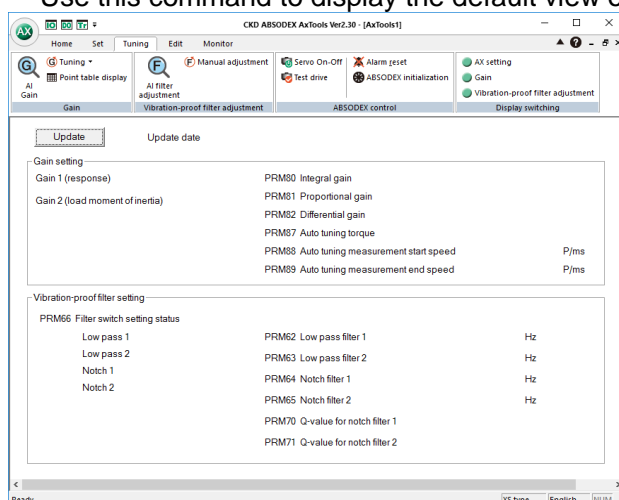 Use this command to display the default view o
AX IO DO Tr CKD ABSODEX AxTools Ver2.30 - [AxTools1]
Home Set Tuning Edit Monitor
G AI Gain
G Tuning
Point table display
Gain
F AI filter adjustment
F Manual adjustment
Vibration-proof filter adjustment
Servo On-Off Alarm reset
Test drive ABSODEX initialization
ABSODEX control
AX setting
Gain
Vibration-proof filter adjustment
Display switching
Update Update date
Gain setting
Gain 1 (response) PRM80 Integral gain
Gain 2 (load moment of inertia) PRM81 Proportional gain
PRM82 Differential gain
PRM87 Auto tuning torque
PRM88 Auto tuning measurement start speed P/ms
PRM89 Auto tuning measurement end speed P/ms
Vibration-proof filter setting
PRM66 Filter switch setting status
Low pass 1 PRM62 Low pass filter 1 Hz
Low pass 2 PRM63 Low pass filter 2 Hz
Notch 1 PRM64 Notch filter 1 Hz
Notch 2 PRM65 Notch filter 2 Hz
PRM70 Q-value for notch filter 1
PRM71 Q-value for notch filter 2
Ready XS type English NUM